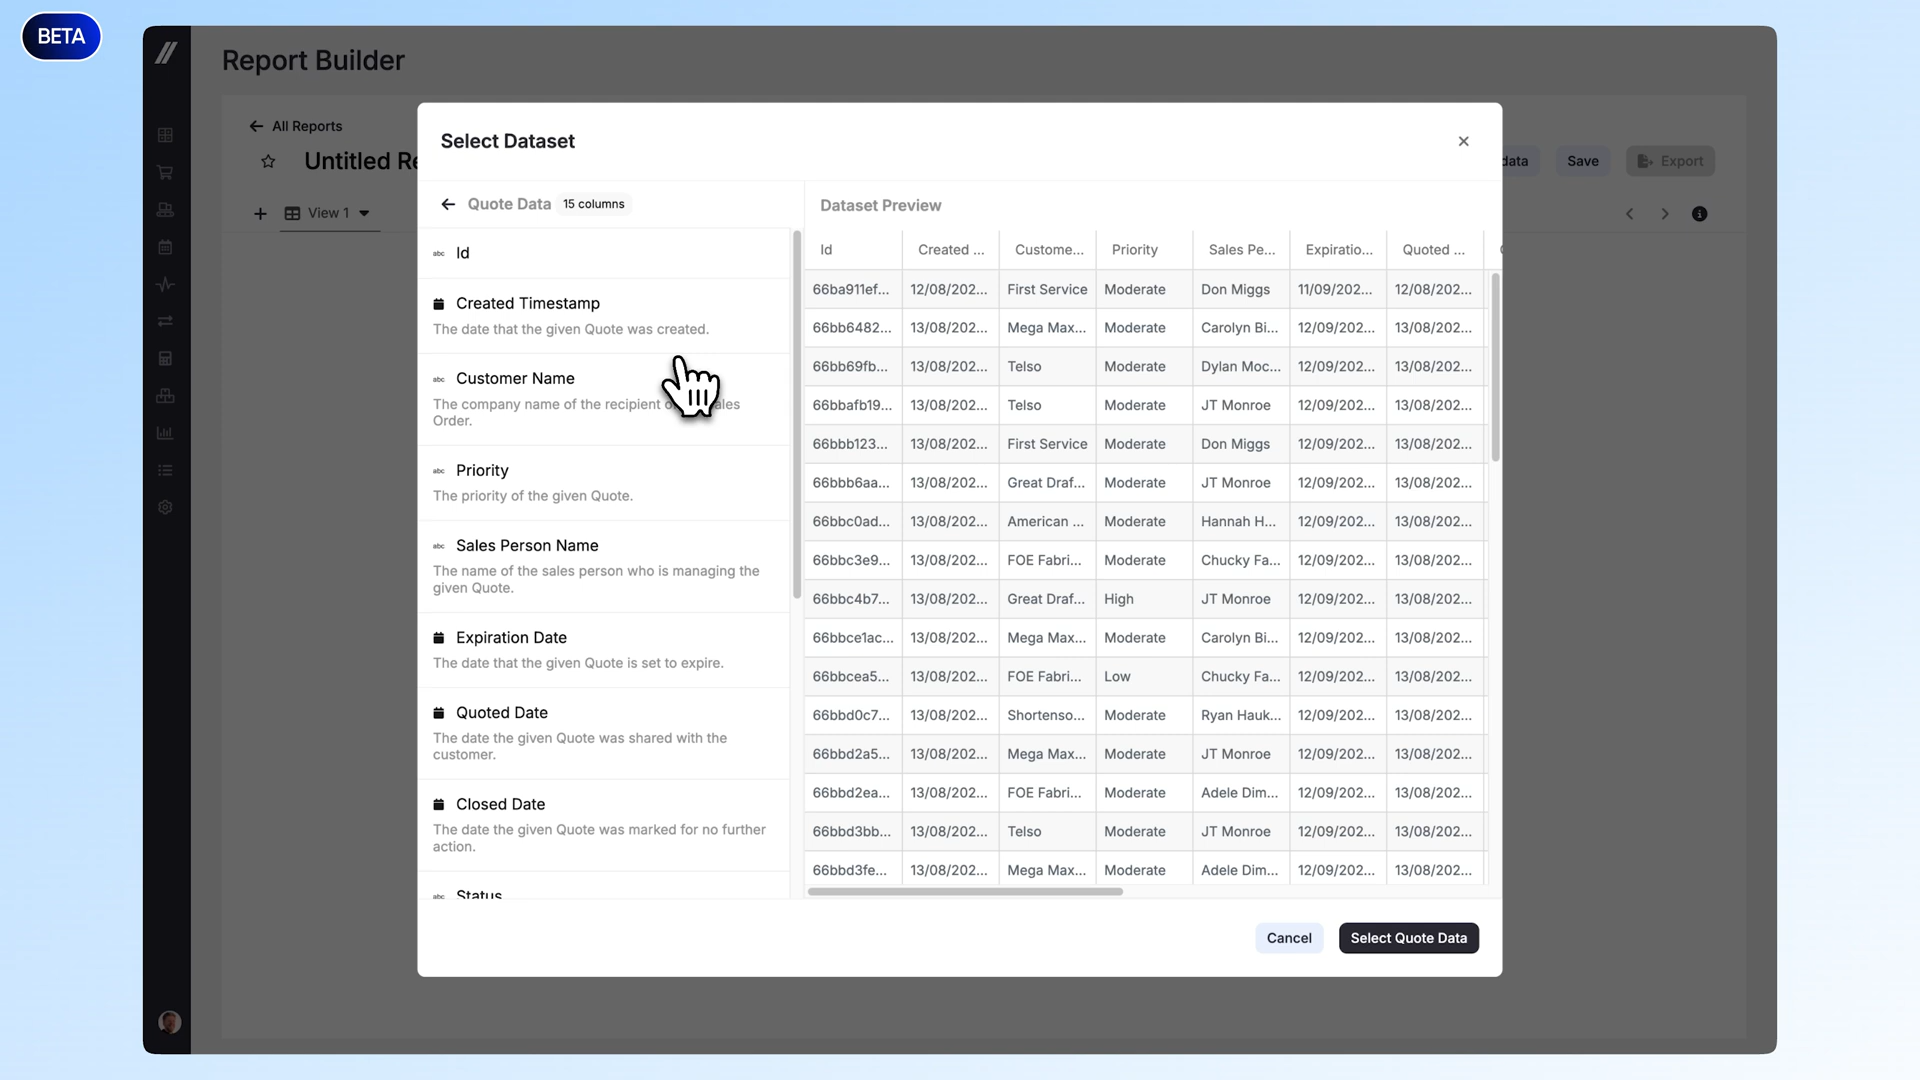 BETA
Report Builder
All Reports
Untitled Re
data
Save
Export
View 1
Select Dataset
Quote Data
15 columns
abc Id
Created Timestamp
The date that the given Quote was created.
abc Customer Name
The company name of the recipient o ales
Order.
abc Priority
The priority of the given Quote.
abc Sales Person Name
The name of the sales person who is managing the
given Quote.
Expiration Date
The date that the given Quote is set to expire.
Quoted Date
The date the given Quote was shared with the
customer.
Closed Date
The date the given Quote was marked for no further
action.
abc Status
Dataset Preview
Id Created ... Custome... Priority Sales Pe... Expiratio... Quoted ...
66ba911ef... 12/08/202... First Service Moderate Don Miggs 11/09/202... 12/08/202...
66bb6482... 13/08/202... Mega Max... Moderate Carolyn Bi... 12/09/202... 13/08/202...
66bb69fb... 13/08/202... Telso Moderate Dylan Moc... 12/09/202... 13/08/202...
66bbafb19... 13/08/202... Telso Moderate JT Monroe 12/09/202... 13/08/202...
66bbb123... 13/08/202... First Service Moderate Don Miggs 12/09/202... 13/08/202...
66bbb6aa... 13/08/202... Great Draf... Moderate JT Monroe 12/09/202... 13/08/202...
66bbc0ad... 13/08/202... American ... Moderate Hannah H... 12/09/202... 13/08/202...
66bbc3e9... 13/08/202... FOE Fabri... Moderate Chucky Fa... 12/09/202... 13/08/202...
66bbc4b7... 13/08/202... Great Draf... High JT Monroe 12/09/202... 13/08/202...
66bbce1ac... 13/08/202... Mega Max... Moderate Carolyn Bi... 12/09/202... 13/08/202...
66bbcea5... 13/08/202... FOE Fabri... Low Chucky Fa... 12/09/202... 13/08/202...
66bbd0c7... 13/08/202... Shortenso... Moderate Ryan Hauk... 12/09/202... 13/08/202...
66bbd2a5... 13/08/202... Mega Max... Moderate JT Monroe 12/09/202... 13/08/202...
66bbd2ea... 13/08/202... FOE Fabri... Moderate Adele Dim... 12/09/202... 13/08/202...
66bbd3bb... 13/08/202... Telso Moderate JT Monroe 12/09/202... 13/08/202...
66bbd3fe... 13/08/202... Mega Max... Moderate Adele Dim... 12/09/202... 13/08/202...
Cancel
Select Quote Data